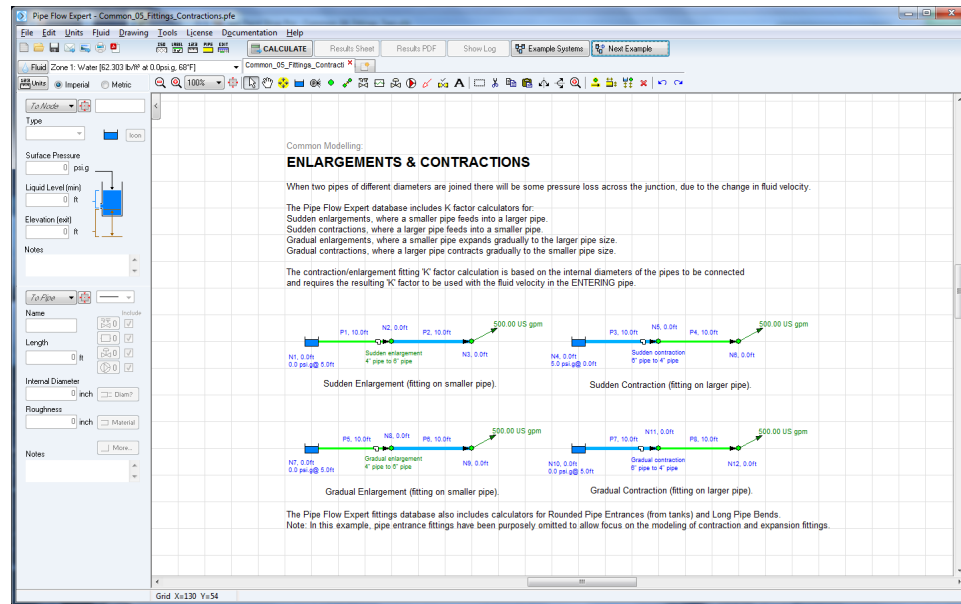 Pipe Flow Expert - Common_05_Fittings_Contractions.pfe
File Edit Units Fluid Drawing Tools License Document Help
CALCULATE Results Sheet Results PDF Show Log Example Systems Next Example
Fluid Zone 1: Water [62.303 lb/ft³ at 0.0psi.g, 68°F] Common_05_Fittings_Contracti
Units Imperial Metric 100%
To Node
Type
Icon
Surface Pressure
0 psi.g
Liquid Level (min)
0 ft
Elevation (exit)
0 ft
Notes
To Pipe
Name Include
0
Length 0
0 ft 0
0
Internal Diameter
0 inch Diam?
Roughness
0 inch Material
Notes More...
Common Modelling:
ENLARGEMENTS & CONTRACTIONS
When two pipes of different diameters are joined there will be some pressure loss across the junction, due to the change in fluid velocity.
The Pipe Flow Expert database includes K factor calculators for:
Sudden enlargements, where a smaller pipe feeds into a larger pipe.
Sudden contractions, where a larger pipe feeds into a smaller pipe.
Gradual enlargements, where a smaller pipe expands gradually to the larger pipe size.
Gradual contractions, where a larger pipe contracts gradually to the smaller pipe size.
The contraction/enlargement fitting 'K' factor calculation is based on the internal diameters of the pipes to be connected
and requires the resulting 'K' factor to be used with the fluid velocity in the ENTERING pipe.
P1, 10.0ft N2, 0.0ft P2, 10.0ft 500.00 US gpm
N1, 0.0ft
0.0 psi.g@ 5.0ft
Sudden enlargement
4" pipe to 6" pipe
N3, 0.0ft
Sudden Enlargement (fitting on smaller pipe).
P3, 10.0ft N5, 0.0ft P4, 10.0ft 500.00 US gpm
N4, 0.0ft
5.0 psi.g@ 0.0ft
Sudden contraction
6" pipe to 4" pipe
N6, 0.0ft
Sudden Contraction (fitting on larger pipe).
P5, 10.0ft N8, 0.0ft P6, 10.0ft 500.00 US gpm
N7, 0.0ft
0.0 psi.g@ 5.0ft
Gradual enlargement
4" pipe to 6" pipe
N9, 0.0ft
Gradual Enlargement (fitting on smaller pipe).
P7, 10.0ft N11, 0.0ft P8, 10.0ft 500.00 US gpm
N10, 0.0ft
0.0 psi.g@ 5.0ft
Gradual contraction
6" pipe to 4" pipe
N12, 0.0ft
Gradual Contraction (fitting on larger pipe).
The Pipe Flow Expert fittings database also includes calculators for Rounded Pipe Entrances (from tanks) and Long Pipe Bends.
Note: In this example, pipe entrance fittings have been purposely omitted to allow focus on the modeling of contraction and expansion fittings.
Grid X=130 Y=54